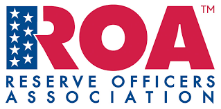 ROA™
RESERVE OFFICERS
ASSOCIATION